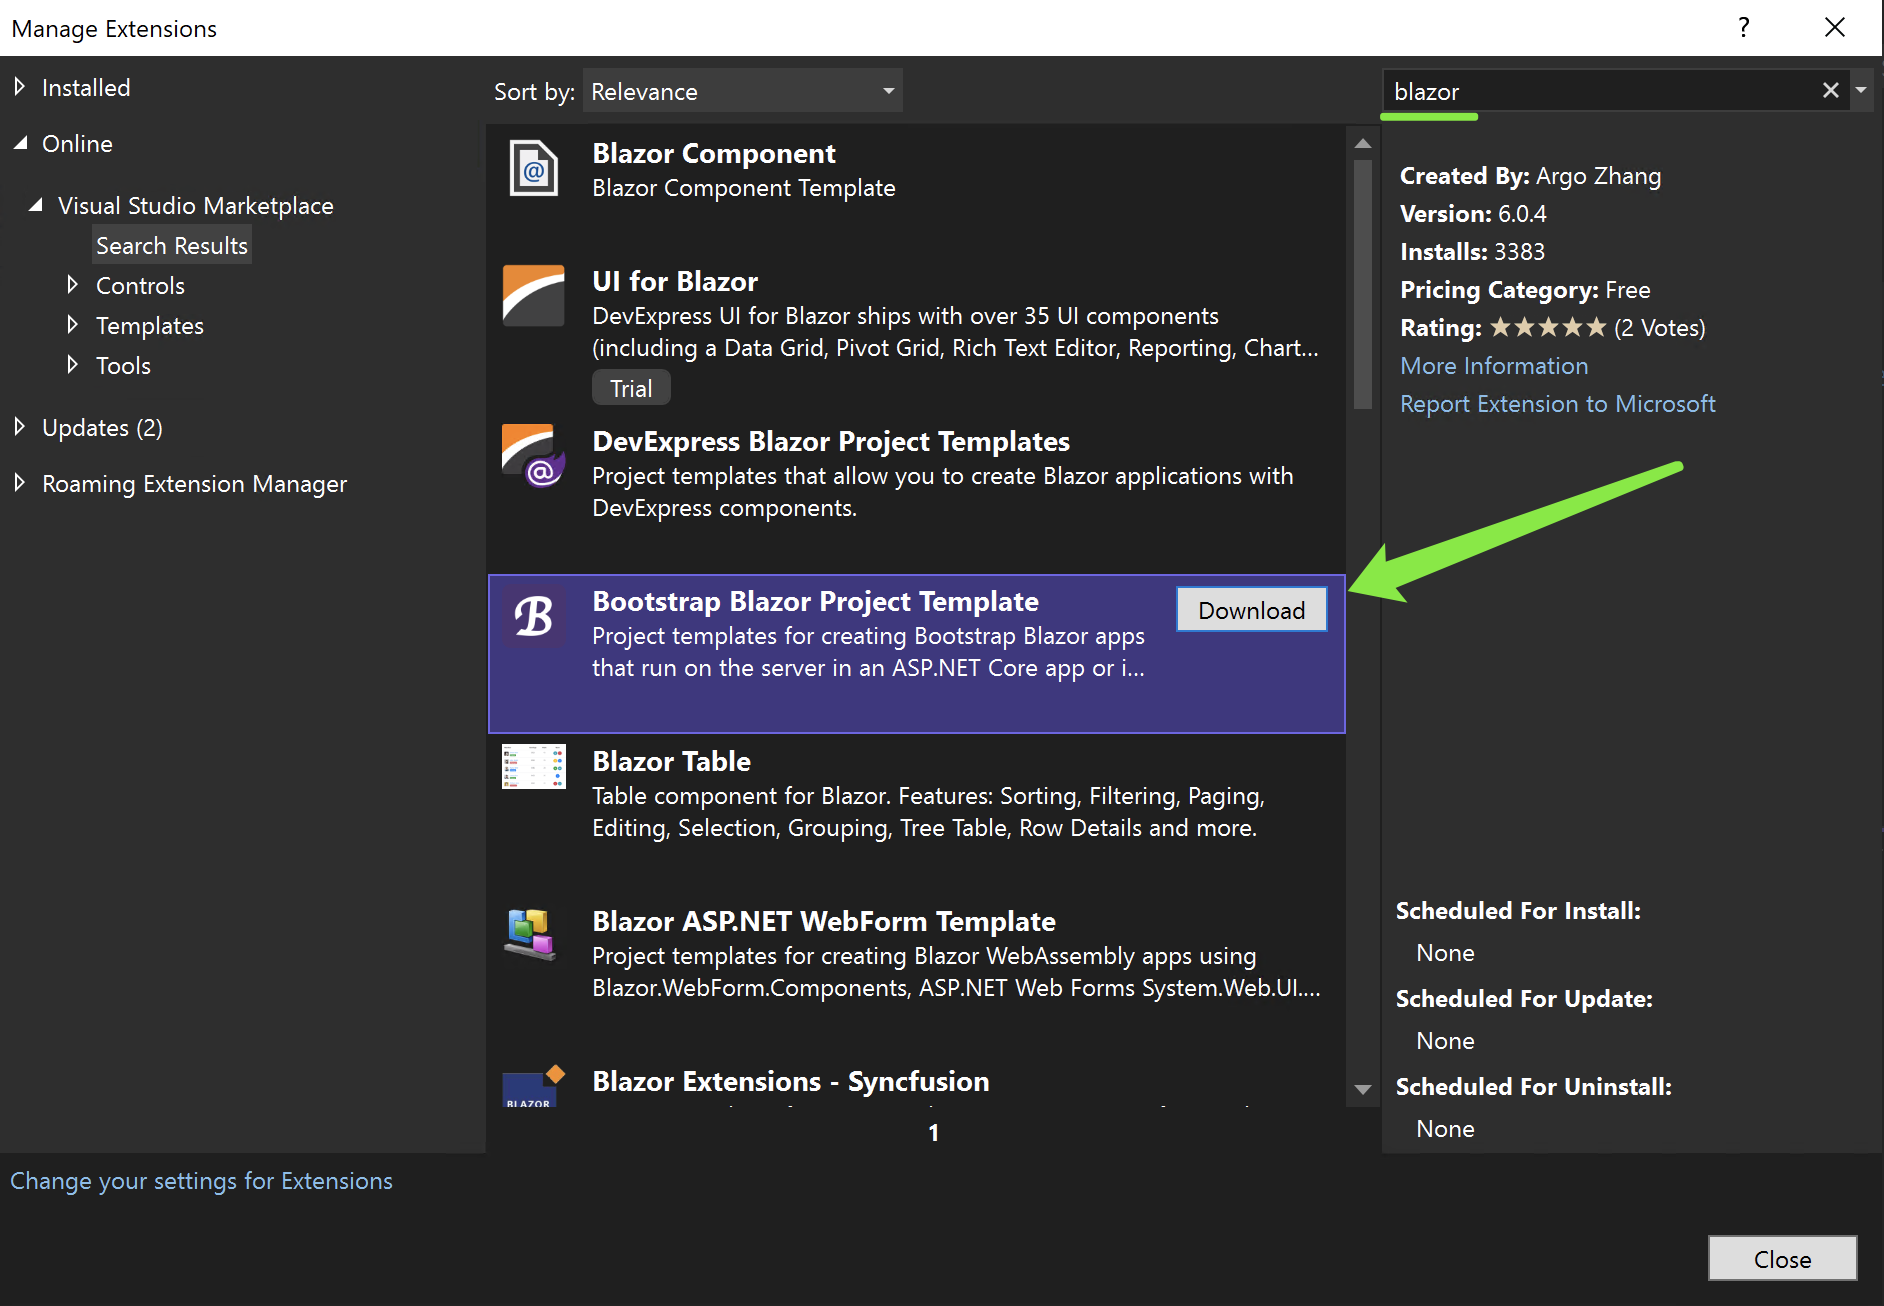 Manage Extensions
?
Installed
Online
Visual Studio Marketplace
Search Results
Controls
Templates
Tools
Updates (2)
Roaming Extension Manager
Sort by: Relevance
Blazor Component
Blazor Component Template
UI for Blazor
DevExpress UI for Blazor ships with over 35 UI components
(including a Data Grid, Pivot Grid, Rich Text Editor, Reporting, Chart...
Trial
DevExpress Blazor Project Templates
Project templates that allow you to create Blazor applications with
DevExpress components.
B
Bootstrap Blazor Project Template
Download
Project templates for creating Bootstrap Blazor apps
that run on the server in an ASP.NET Core app or i...
Blazor Table
Table component for Blazor. Features: Sorting, Filtering, Paging,
Editing, Selection, Grouping, Tree Table, Row Details and more.
Blazor ASP.NET WebForm Template
Project templates for creating Blazor WebAssembly apps using
Blazor.WebForm.Components, ASP.NET Web Forms System.Web.UI....
BLAZOR
Blazor Extensions - Syncfusion
1
blazor
Created By: Argo Zhang
Version: 6.0.4
Installs: 3383
Pricing Category: Free
Rating: ★★★★★ (2 Votes)
More Information
Report Extension to Microsoft
Scheduled For Install:
None
Scheduled For Update:
None
Scheduled For Uninstall:
None
Change your settings for Extensions
Close